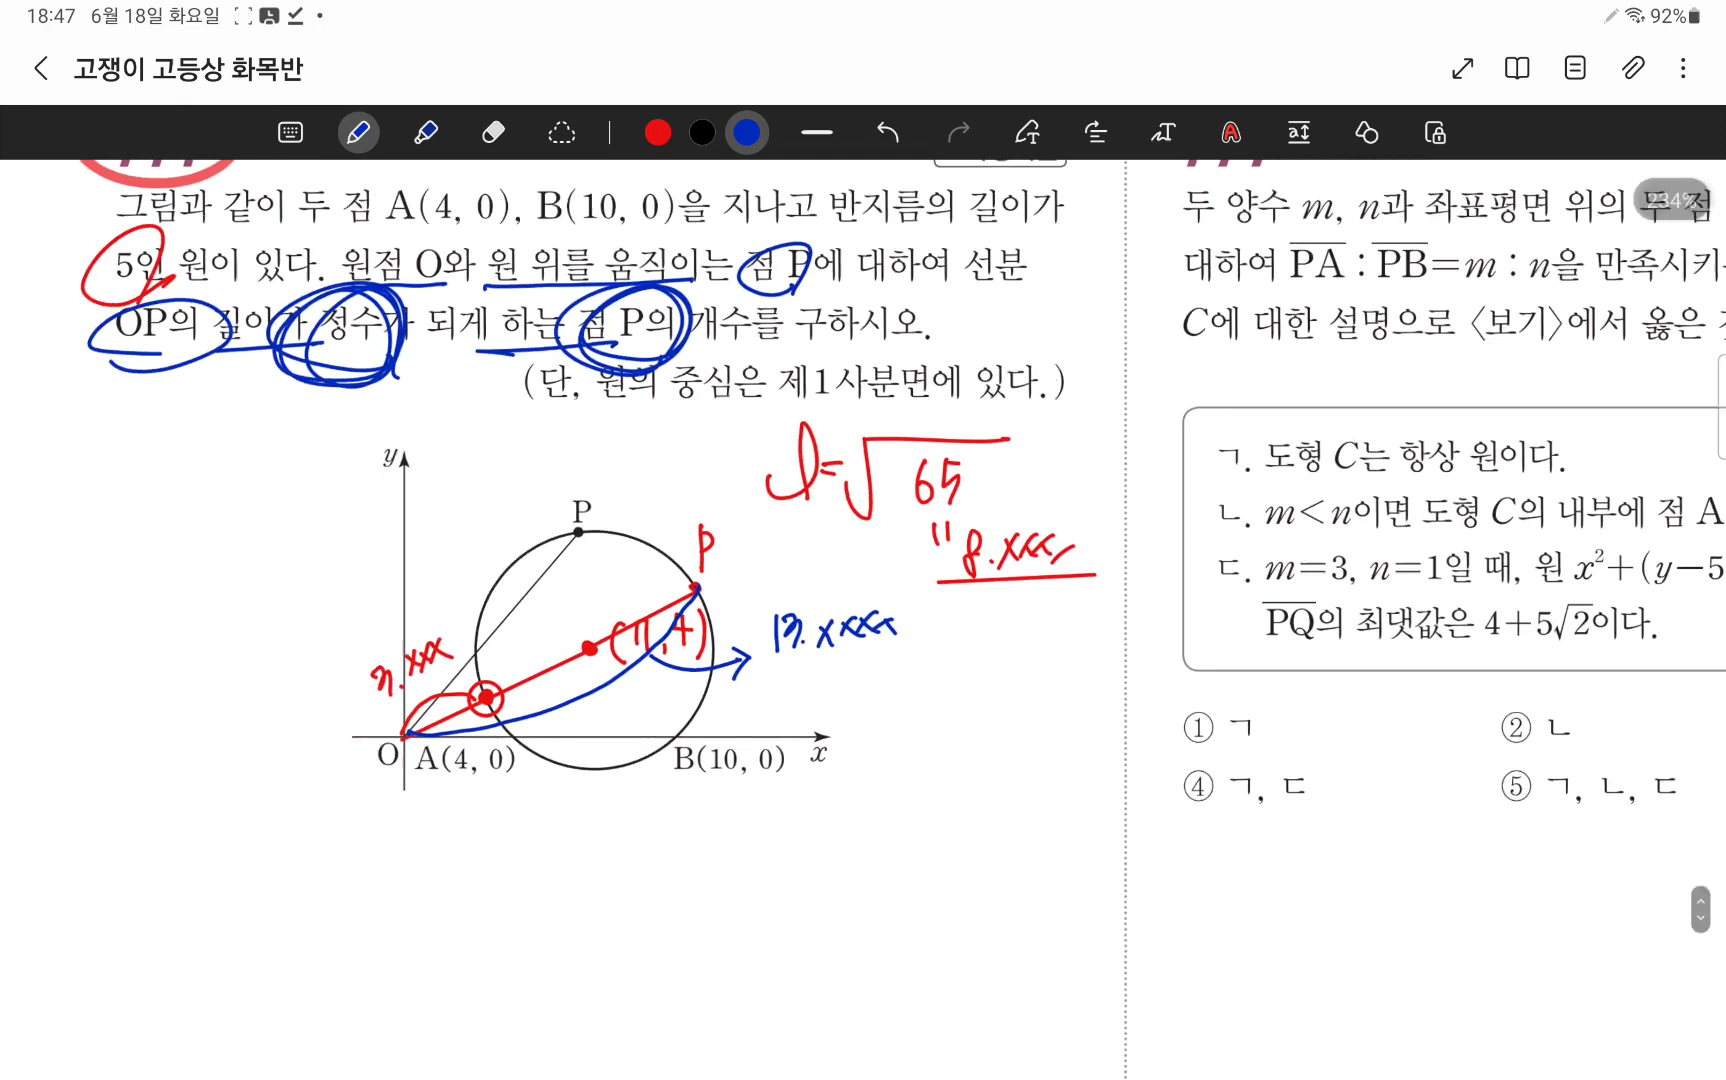 18:47 6월 18일 화요일
92%
고쟁이 고등상 화목반
234%
그림과 같이 두 점 A(4, 0), B(10, 0)을 지나고 반지름의 길이가
5인 원이 있다. 원점 O와 원 위를 움직이는 점 P에 대하여 선분
OP의 길이가 정수가 되게 하는 점 P의 개수를 구하시오.
(단, 원의 중심은 제1사분면에 있다.)
l=√65
" 8.xxxx
y
P
P
(7, 4)
13.xxxx
3.xxx
O A(4, 0) B(10, 0) x
두 양수 m, n과 좌표평면 위의 두 점
대하여 PA : PB=m : n을 만족시키
C에 대한 설명으로 〈보기〉에서 옳은
ㄱ. 도형 C는 항상 원이다.
ㄴ. m<n이면 도형 C의 내부에 점 A
ㄷ. m=3, n=1일 때, 원 x²+(y−5
PQ의 최댓값은 4+5√2이다.
① ㄱ ② ㄴ
④ ㄱ, ㄷ ⑤ ㄱ, ㄴ, ㄷ